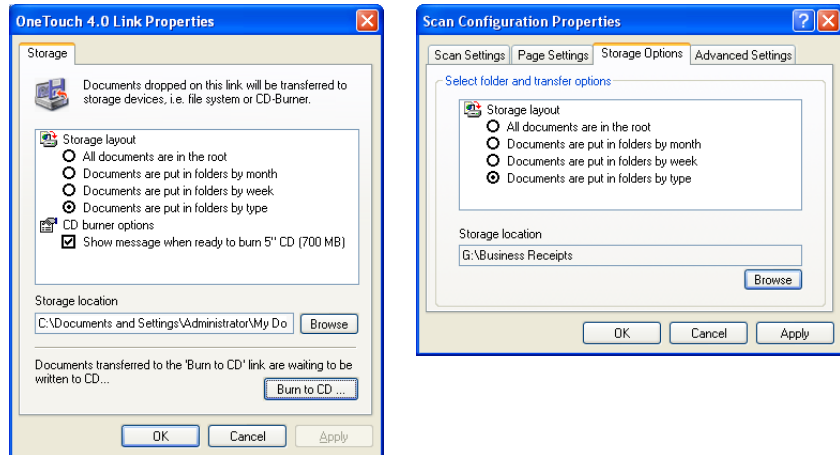 OneTouch 4.0 Link Properties
Storage
Documents dropped on this link will be transferred to
storage devices, i.e. file system or CD-Burner.
Storage layout
All documents are in the root
Documents are put in folders by month
Documents are put in folders by week
Documents are put in folders by type
CD burner options
Show message when ready to burn 5" CD (700 MB)
Storage location
C:\Documents and Settings\Administrator\My Do
Browse
Documents transferred to the 'Burn to CD' link are waiting to be
written to CD...
Burn to CD ...
OK Cancel Apply
Scan Configuration Properties
Scan Settings Page Settings Storage Options Advanced Settings
Select folder and transfer options
Storage layout
All documents are in the root
Documents are put in folders by month
Documents are put in folders by week
Documents are put in folders by type
Storage location
G:\Business Receipts
Browse
OK Cancel Apply